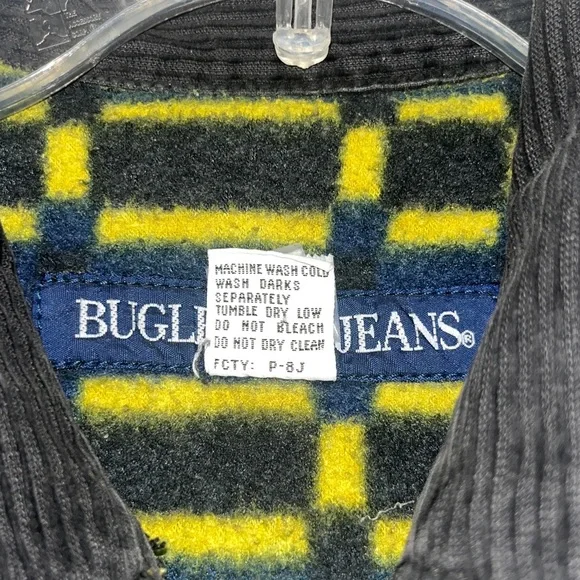 MACHINE WASH COLD
WASH DARKS
SEPARATELY
TUMBLE DRY LOW
DO NOT BLEACH
DO NOT DRY CLEAN
FCTY: P-8J
BUGL JEANS®